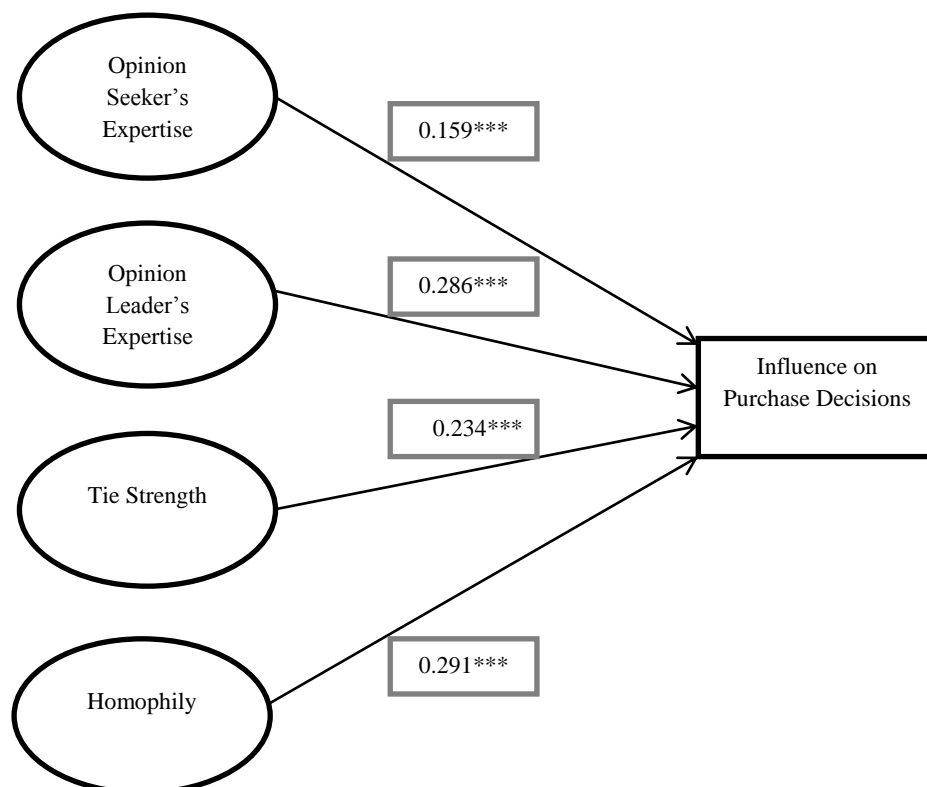 Opinion
Seeker’s
Expertise
0.159***
Opinion
Leader’s
Expertise
0.286***
Influence on
Purchase Decisions
0.234***
Tie Strength
0.291***
Homophily